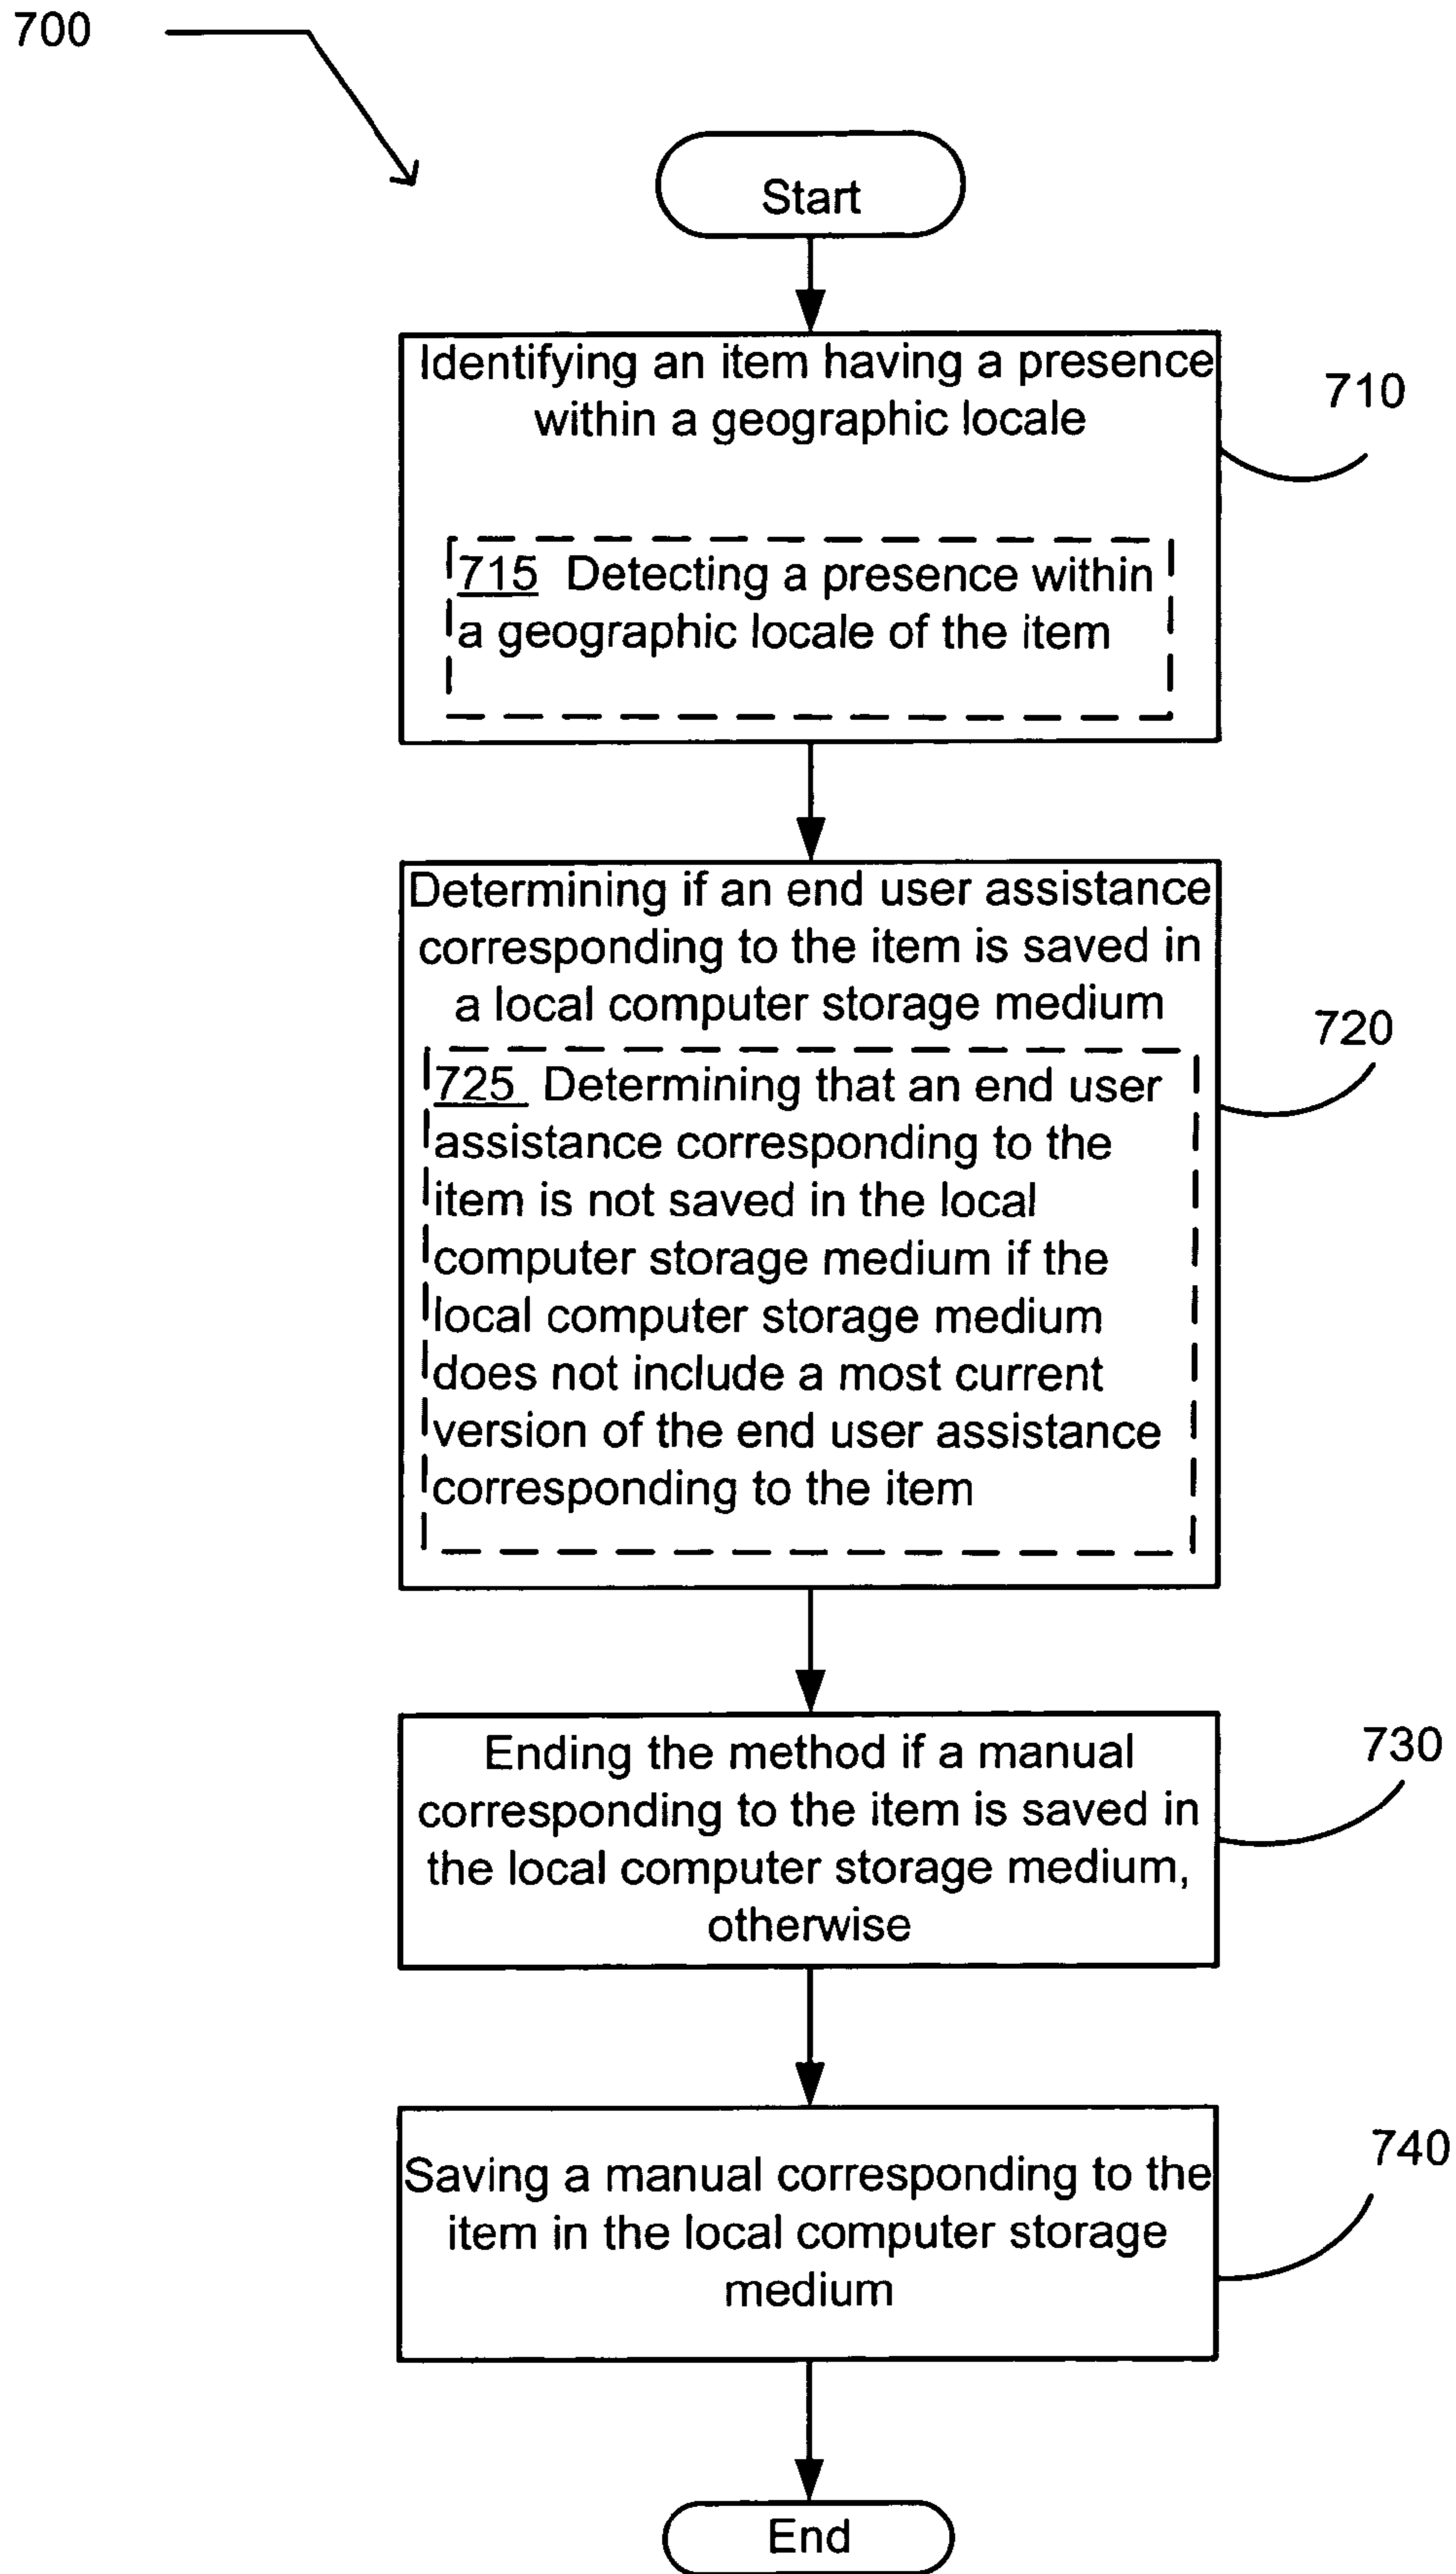 700
Start
Identifying an item having a presence
within a geographic locale
710
715 Detecting a presence within
a geographic locale of the item
Determining if an end user assistance
corresponding to the item is saved in
a local computer storage medium
720
725 Determining that an end user
assistance corresponding to the
item is not saved in the local
computer storage medium if the
local computer storage medium
does not include a most current
version of the end user assistance
corresponding to the item
Ending the method if a manual
corresponding to the item is saved in
the local computer storage medium,
otherwise
730
Saving a manual corresponding to the
item in the local computer storage
medium
740
End